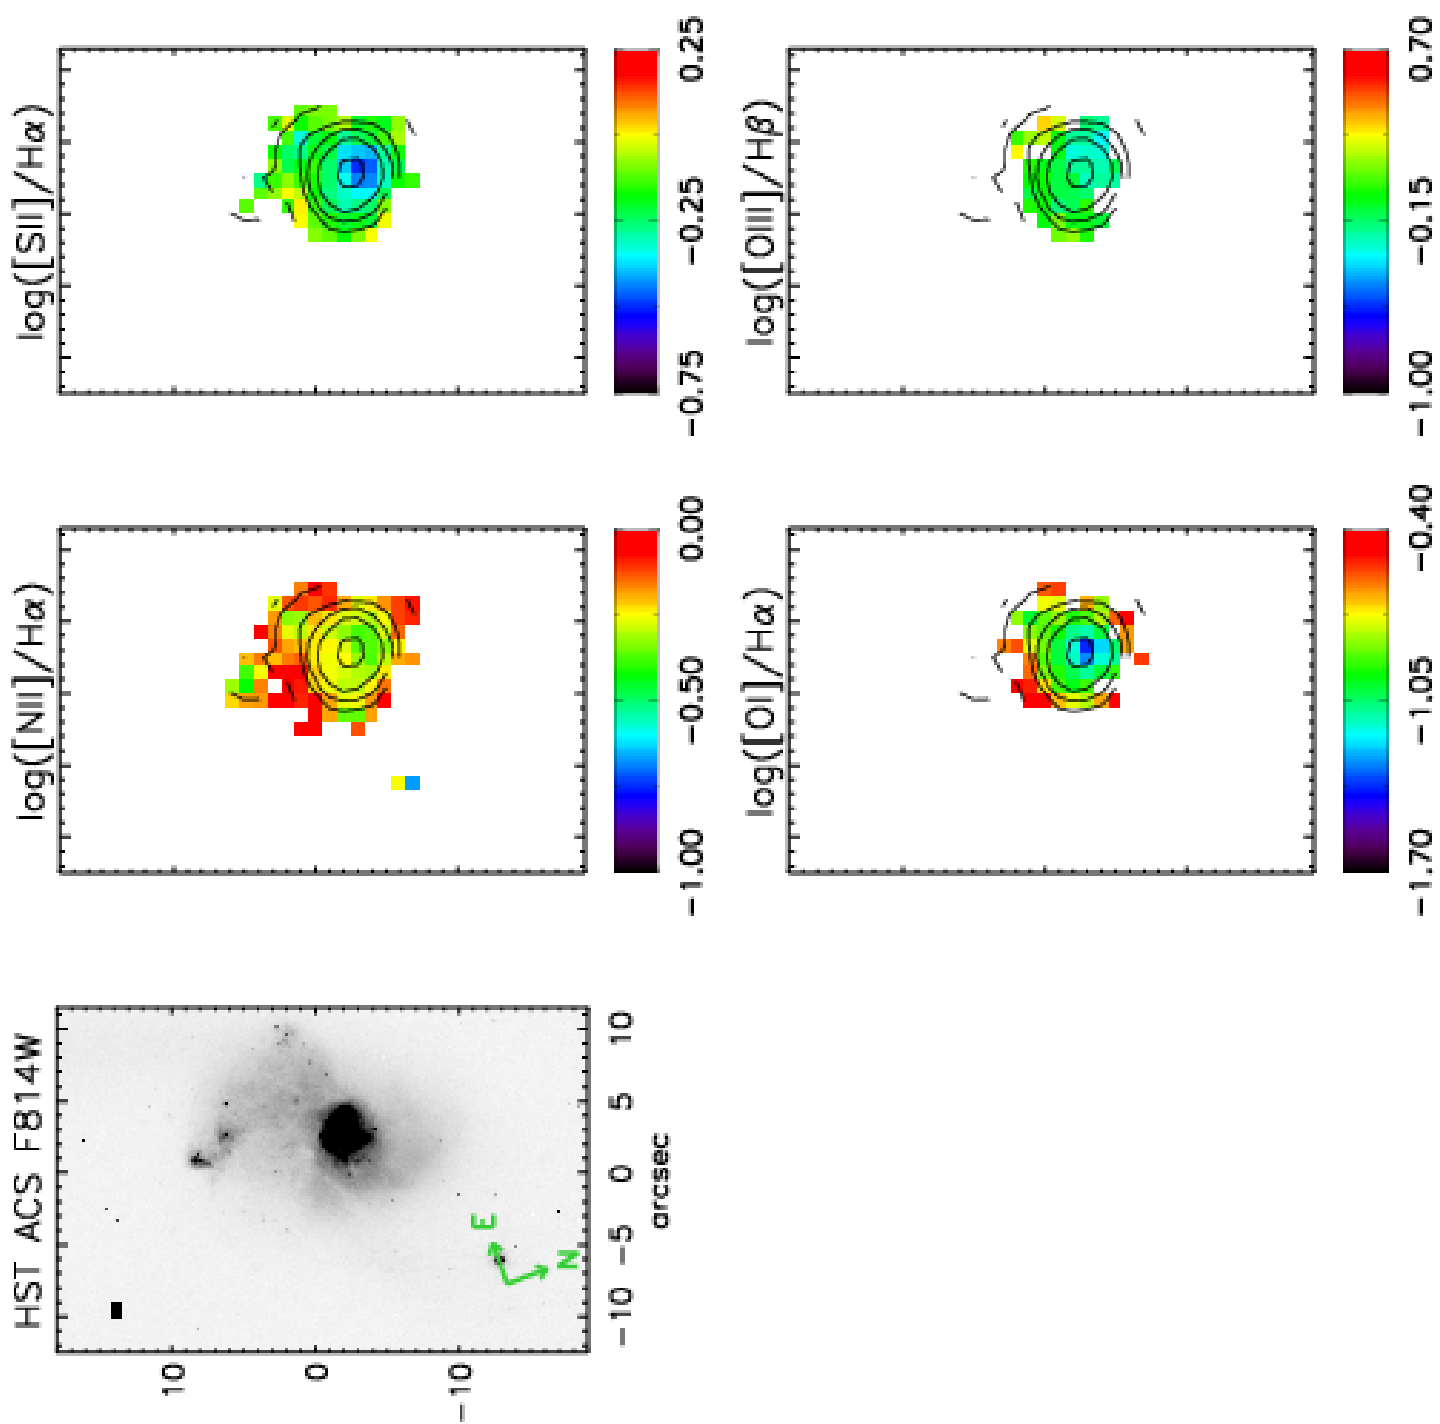 HST ACS F814W
10
0
−10
−10 −5 0 5 10
arcsec
E
N
log([NII]/Hα)
−1.00 −0.50 0.00
log([SII]/Hα)
−0.75 −0.25 0.25
log([OI]/Hα)
−1.70 −1.05 −0.40
log([OIII]/Hβ)
−1.00 −0.15 0.70